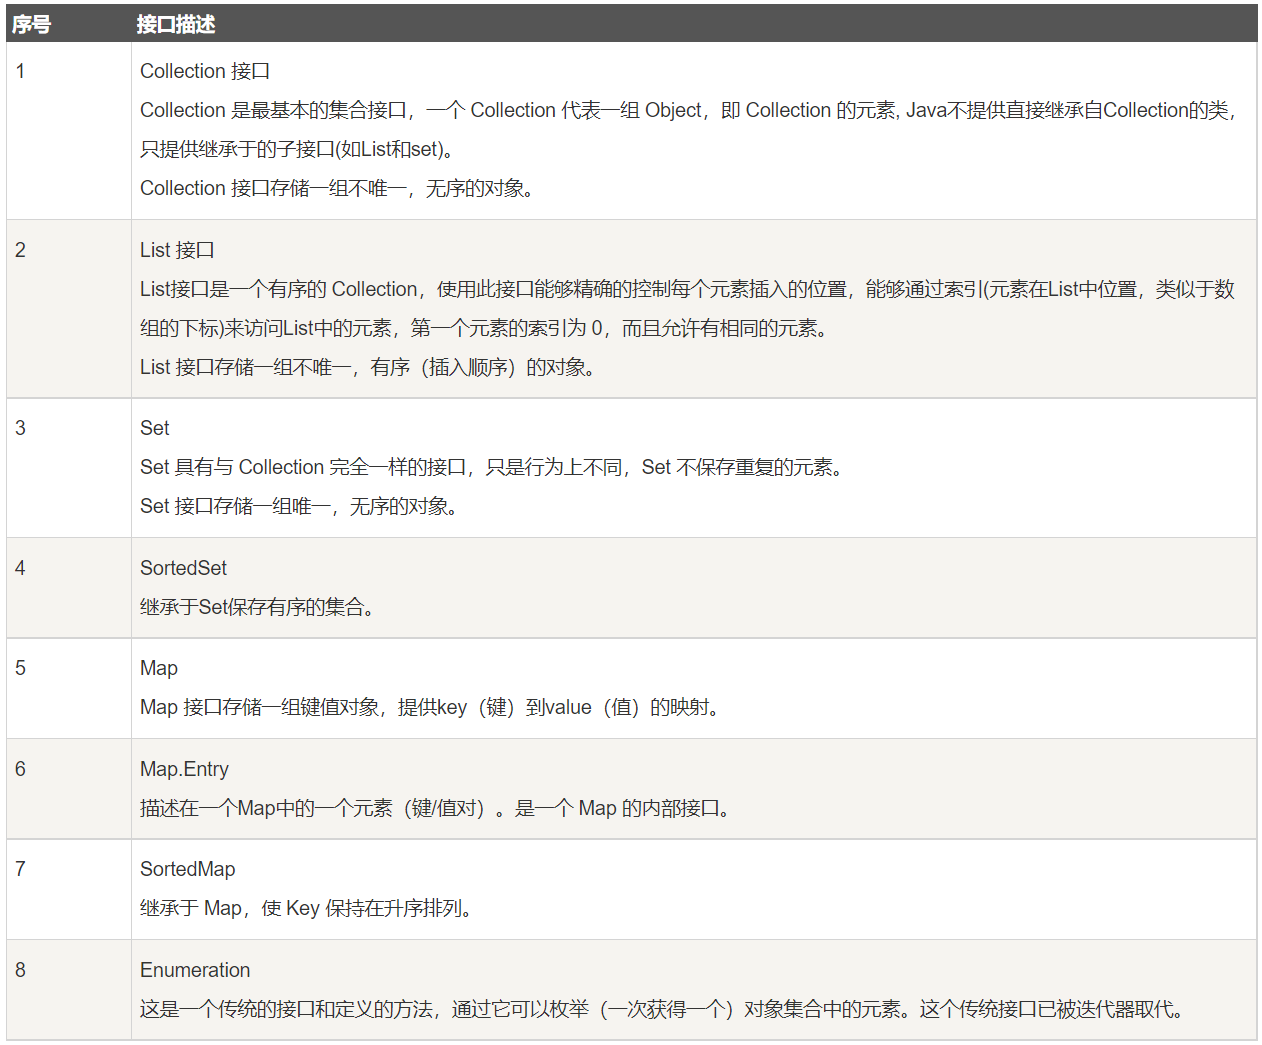 序号 接口描述
1 Collection 接口
Collection 是最基本的集合接口，一个 Collection 代表一组 Object，即 Collection 的元素, Java不提供直接继承自Collection的类，
只提供继承于的子接口(如List和set)。
Collection 接口存储一组不唯一，无序的对象。
2 List 接口
List接口是一个有序的 Collection，使用此接口能够精确的控制每个元素插入的位置，能够通过索引(元素在List中位置，类似于数
组的下标)来访问List中的元素，第一个元素的索引为 0，而且允许有相同的元素。
List 接口存储一组不唯一，有序（插入顺序）的对象。
3 Set
Set 具有与 Collection 完全一样的接口，只是行为上不同，Set 不保存重复的元素。
Set 接口存储一组唯一，无序的对象。
4 SortedSet
继承于Set保存有序的集合。
5 Map
Map 接口存储一组键值对象，提供key（键）到value（值）的映射。
6 Map.Entry
描述在一个Map中的一个元素（键/值对）。是一个 Map 的内部接口。
7 SortedMap
继承于 Map，使 Key 保持在升序排列。
8 Enumeration
这是一个传统的接口和定义的方法，通过它可以枚举（一次获得一个）对象集合中的元素。这个传统接口已被迭代器取代。